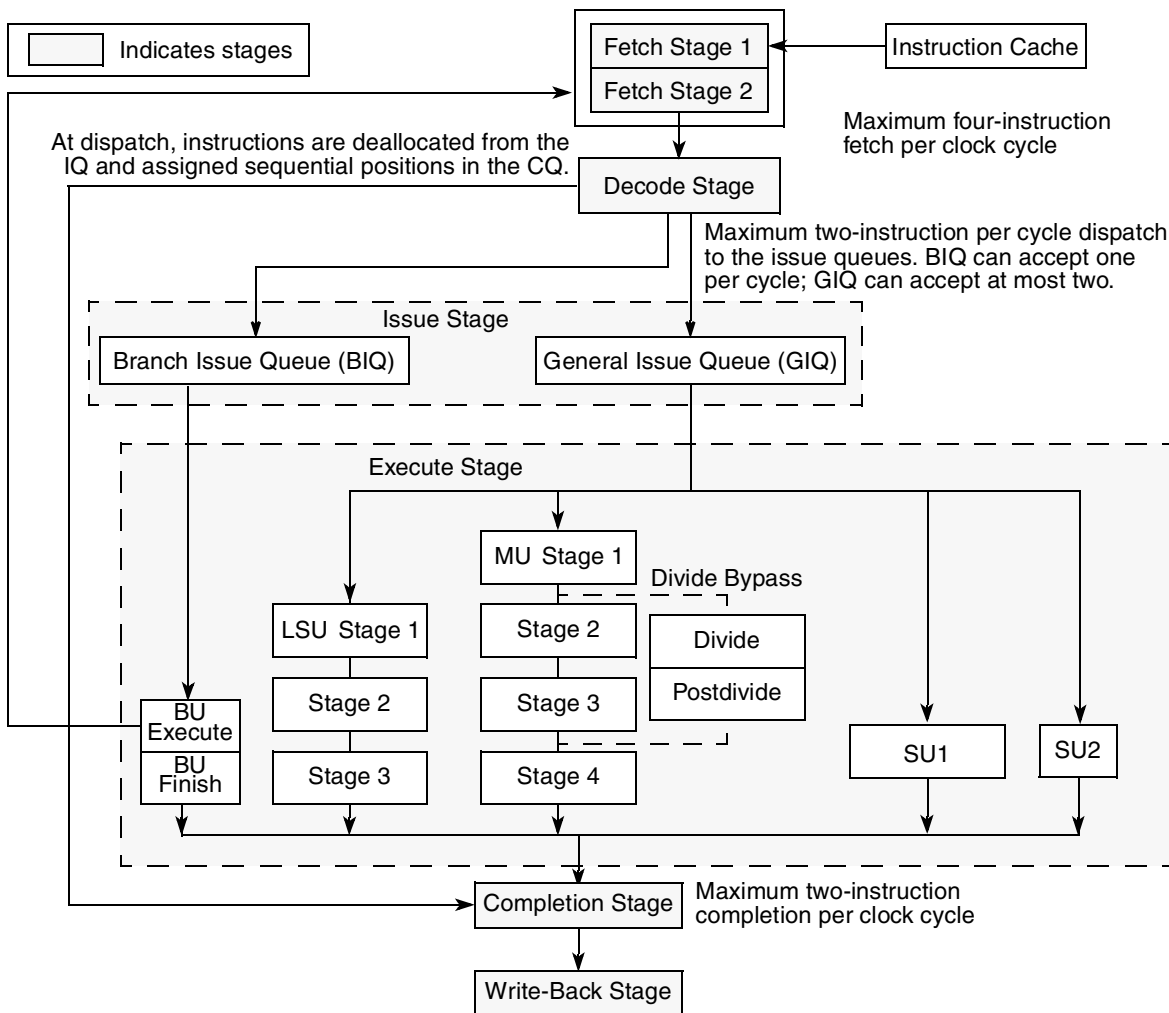 Indicates stages
Fetch Stage 1
Fetch Stage 2
Instruction Cache
Maximum four-instruction
fetch per clock cycle
At dispatch, instructions are deallocated from the
IQ and assigned sequential positions in the CQ.
Decode Stage
Maximum two-instruction per cycle dispatch
to the issue queues. BIQ can accept one
per cycle; GIQ can accept at most two.
Issue Stage
Branch Issue Queue (BIQ)
General Issue Queue (GIQ)
Execute Stage
MU Stage 1
Divide Bypass
LSU Stage 1
Stage 2
Divide
Postdivide
Stage 2
Stage 3
BU
Execute
BU
Finish
Stage 3
Stage 4
SU1
SU2
Completion Stage
Maximum two-instruction
completion per clock cycle
Write-Back Stage